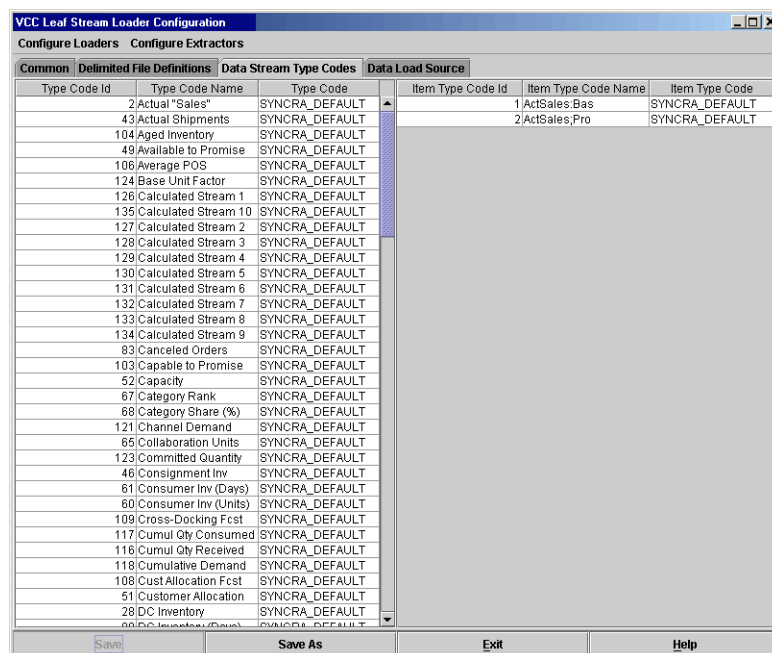 VCC Leaf Stream Loader Configuration
Configure Loaders Configure Extractors
Common Delimited File Definitions Data Stream Type Codes Data Load Source
Type Code Id Type Code Name Type Code Item Type Code Id Item Type Code Name Item Type Code
2 Actual "Sales" SYNCRA_DEFAULT 1 ActSales:Bas SYNCRA_DEFAULT
43 Actual Shipments SYNCRA_DEFAULT 2 ActSales;Pro SYNCRA_DEFAULT
104 Aged Inventory SYNCRA_DEFAULT
49 Available to Promise SYNCRA_DEFAULT
106 Average POS SYNCRA_DEFAULT
124 Base Unit Factor SYNCRA_DEFAULT
126 Calculated Stream 1 SYNCRA_DEFAULT
135 Calculated Stream 10 SYNCRA_DEFAULT
127 Calculated Stream 2 SYNCRA_DEFAULT
128 Calculated Stream 3 SYNCRA_DEFAULT
129 Calculated Stream 4 SYNCRA_DEFAULT
130 Calculated Stream 5 SYNCRA_DEFAULT
131 Calculated Stream 6 SYNCRA_DEFAULT
132 Calculated Stream 7 SYNCRA_DEFAULT
133 Calculated Stream 8 SYNCRA_DEFAULT
134 Calculated Stream 9 SYNCRA_DEFAULT
83 Canceled Orders SYNCRA_DEFAULT
103 Capable to Promise SYNCRA_DEFAULT
52 Capacity SYNCRA_DEFAULT
67 Category Rank SYNCRA_DEFAULT
68 Category Share (%) SYNCRA_DEFAULT
121 Channel Demand SYNCRA_DEFAULT
65 Collaboration Units SYNCRA_DEFAULT
123 Committed Quantity SYNCRA_DEFAULT
46 Consignment Inv SYNCRA_DEFAULT
61 Consumer Inv (Days) SYNCRA_DEFAULT
60 Consumer Inv (Units) SYNCRA_DEFAULT
109 Cross-Docking Fcst SYNCRA_DEFAULT
117 Cumul Qty Consumed SYNCRA_DEFAULT
116 Cumul Qty Received SYNCRA_DEFAULT
118 Cumulative Demand SYNCRA_DEFAULT
108 Cust Allocation Fcst SYNCRA_DEFAULT
51 Customer Allocation SYNCRA_DEFAULT
28 DC Inventory SYNCRA_DEFAULT
DC Inventory (Days) SYNCRA_DEFAULT
Save Save As Exit Help